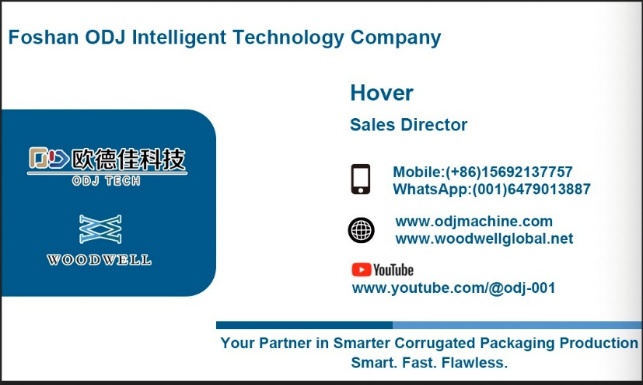 Foshan ODJ Intelligent Technology Company
Hover
Sales Director
ODJ 欧德佳科技
ODJ TECH
WOODWELL
Mobile:(+86)15692137757
WhatsApp:(001)6479013887
www.odjmachine.com
www.woodwellglobal.net
YouTube
www.youtube.com/@odj-001
Your Partner in Smarter Corrugated Packaging Production
Smart. Fast. Flawless.